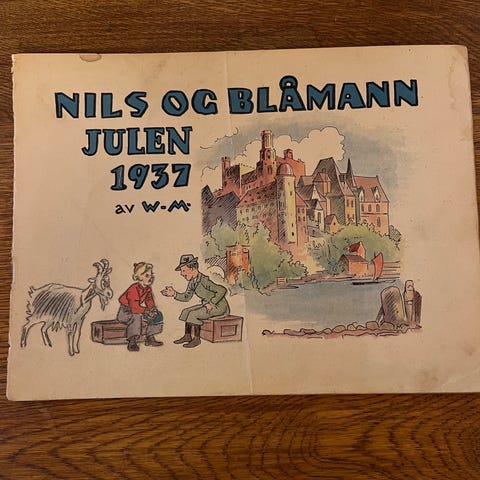 NILS OG BLÅMANN
JULEN
1937
av W-M.